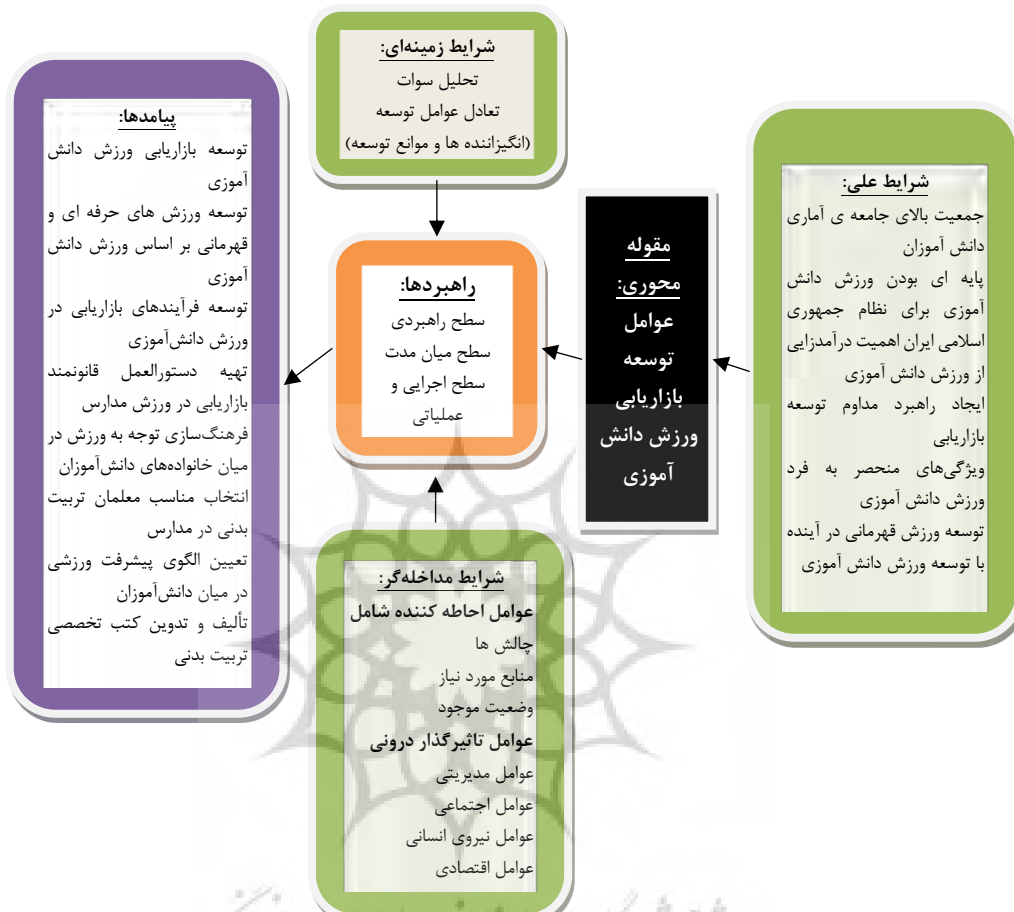 شرایط زمینه‌ای:
تحلیل سوات
تعادل عوامل توسعه
(انگیزاننده ها و موانع توسعه)
شرایط علی:
جمعیت بالای جامعه ی آماری
دانش آموزان
پایه ای بودن ورزش دانش
آموزی برای نظام جمهوری
اسلامی ایران اهمیت درآمدزایی
از ورزش دانش آموزی
ایجاد راهبرد مداوم توسعه
بازاریابی
ویژگی‌های منحصر به فرد
ورزش دانش آموزی
توسعه ورزش قهرمانی در آینده
با توسعه ورزش دانش آموزی
مقوله
محوری:
عوامل
توسعه
بازاریابی
ورزش دانش
آموزی
راهبردها:
سطح راهبردی
سطح میان مدت
سطح اجرایی و
عملیاتی
شرایط مداخله‌گر:
عوامل احاطه کننده شامل
چالش ها
منابع مورد نیاز
وضعیت موجود
عوامل تاثیرگذار درونی
عوامل مدیریتی
عوامل اجتماعی
عوامل نیروی انسانی
عوامل اقتصادی
پیامدها:
توسعه بازاریابی ورزش دانش
آموزی
توسعه ورزش های حرفه ای و
قهرمانی بر اساس ورزش دانش
آموزی
توسعه فرآیندهای بازاریابی در
ورزش دانش‌آموزی
تهیه دستورالعمل قانونمند
بازاریابی در ورزش مدارس
فرهنگ‌سازی توجه به ورزش در
میان خانواده‌های دانش‌آموزان
انتخاب مناسب معلمان تربیت
بدنی در مدارس
تعیین الگوی پیشرفت ورزشی
در میان دانش‌آموزان
تألیف و تدوین کتب تخصصی
تربیت بدنی